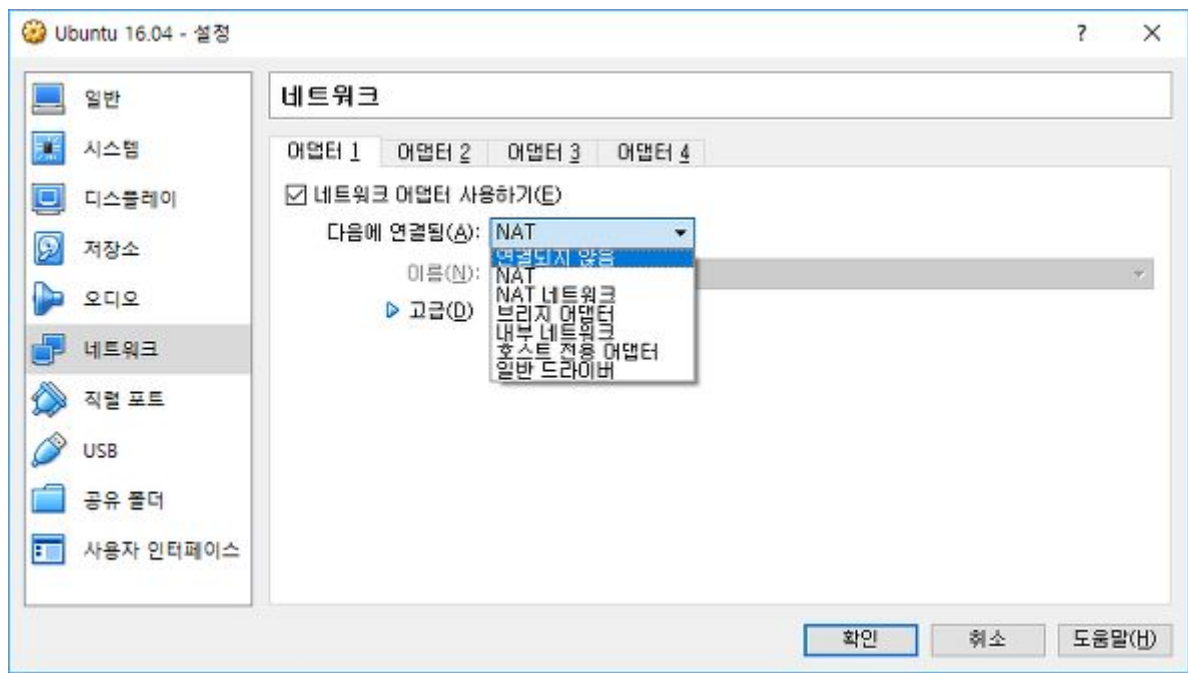 Ubuntu 16.04 - 설정
?
일반
시스템
디스플레이
저장소
오디오
네트워크
직렬 포트
USB
공유 폴더
사용자 인터페이스
네트워크
어댑터 1 어댑터 2 어댑터 3 어댑터 4
네트워크 어댑터 사용하기(E)
다음에 연결됨(A): NAT
연결되지 않음
이름(N):
NAT
NAT 네트워크
고급(D)
브리지 어댑터
내부 네트워크
호스트 전용 어댑터
일반 드라이버
확인 취소 도움말(H)